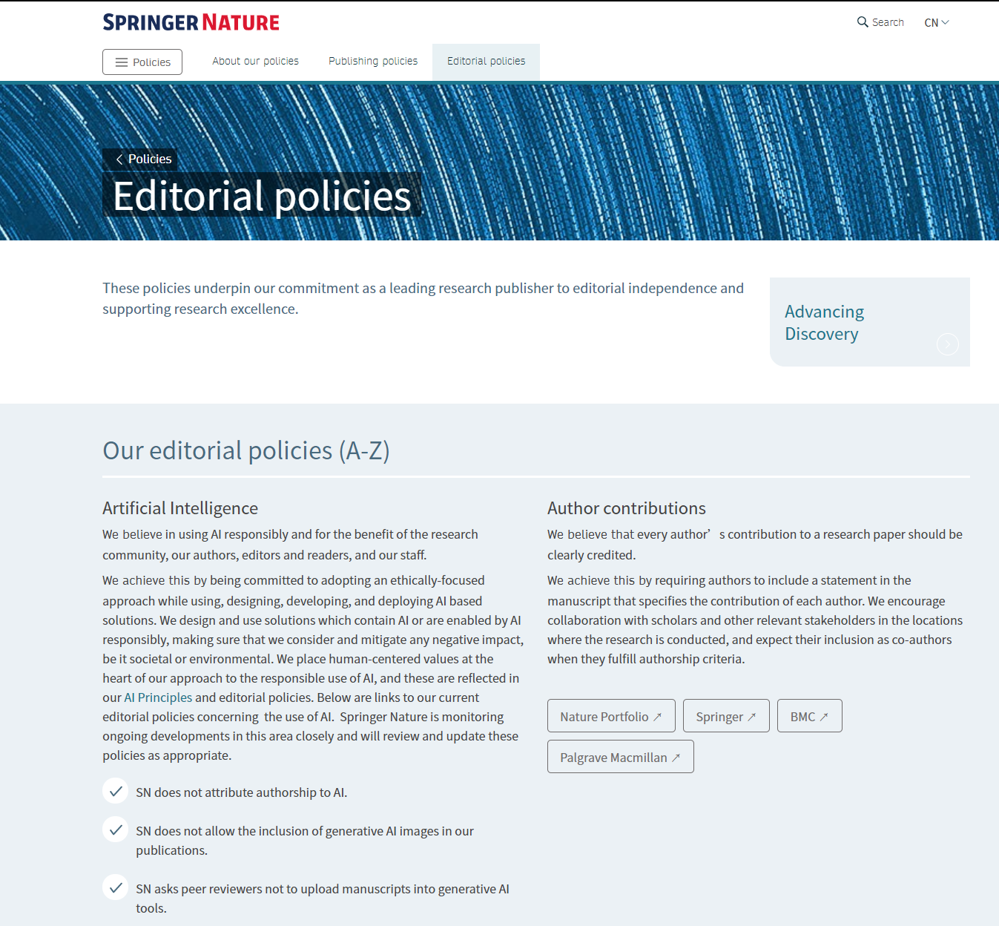 SPRINGER NATURE
Search
CN
Policies
About our policies
Publishing policies
Editorial policies
Policies
Editorial policies
These policies underpin our commitment as a leading research publisher to editorial independence and
supporting research excellence.
Advancing
Discovery
Our editorial policies (A-Z)
Artificial Intelligence
We believe in using AI responsibly and for the benefit of the research
community, our authors, editors and readers, and our staff.
We achieve this by being committed to adopting an ethically-focused
approach while using, designing, developing, and deploying AI based
solutions. We design and use solutions which contain AI or are enabled by AI
responsibly, making sure that we consider and mitigate any negative impact,
be it societal or environmental. We place human-centered values at the
heart of our approach to the responsible use of AI, and these are reflected in
our AI Principles and editorial policies. Below are links to our current
editorial policies concerning the use of AI. Springer Nature is monitoring
ongoing developments in this area closely and will review and update these
policies as appropriate.
SN does not attribute authorship to AI.
SN does not allow the inclusion of generative AI images in our
publications.
SN asks peer reviewers not to upload manuscripts into generative AI
tools.
Author contributions
We believe that every author’s contribution to a research paper should be
clearly credited.
We achieve this by requiring authors to include a statement in the
manuscript that specifies the contribution of each author. We encourage
collaboration with scholars and other relevant stakeholders in the locations
where the research is conducted, and expect their inclusion as co-authors
when they fulfill authorship criteria.
Nature Portfolio ↗
Springer ↗
BMC ↗
Palgrave Macmillan ↗